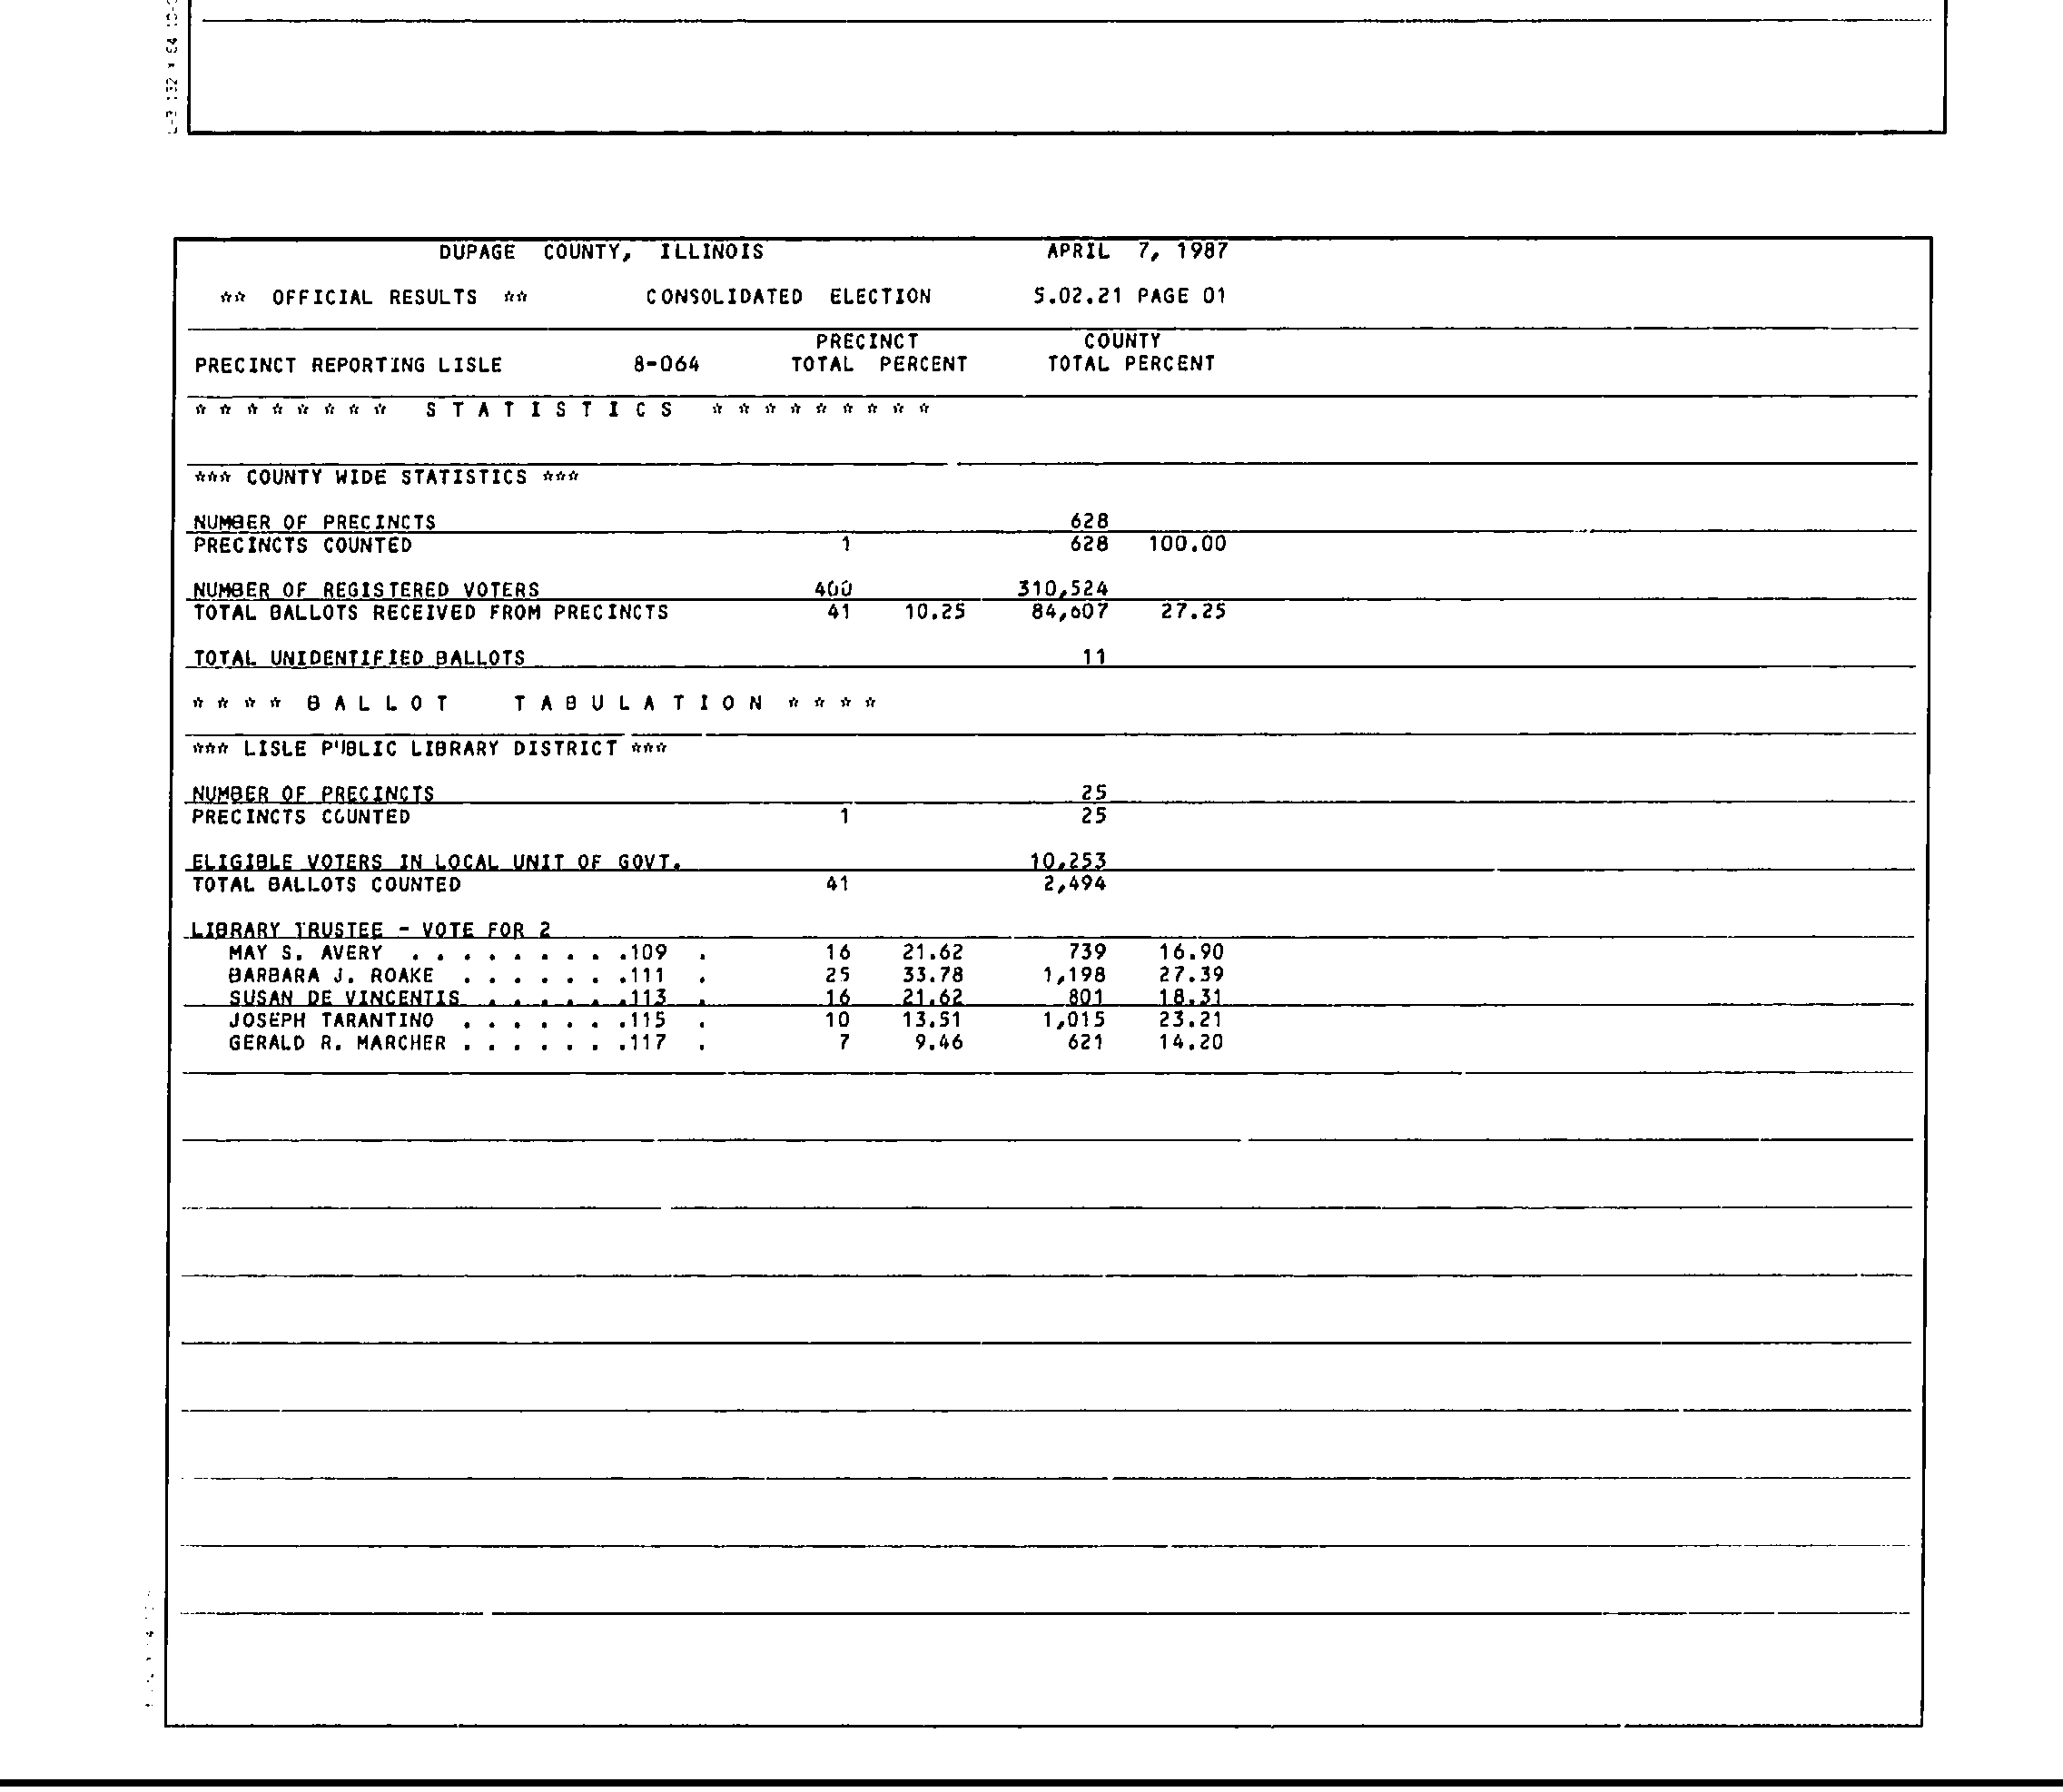 DUPAGE COUNTY, ILLINOIS APRIL 7, 1987
** OFFICIAL RESULTS ** CONSOLIDATED ELECTION S.02.21 PAGE 01
PRECINCT COUNTY
PRECINCT REPORTING LISLE 8-064 TOTAL PERCENT TOTAL PERCENT
* * * * * * * * S T A T I S T I C S * * * * * * * * *
*** COUNTY WIDE STATISTICS ***
NUMBER OF PRECINCTS 628
PRECINCTS COUNTED 1 628 100.00
NUMBER OF REGISTERED VOTERS 400 310,524
TOTAL BALLOTS RECEIVED FROM PRECINCTS 41 10.25 84,607 27.25
TOTAL UNIDENTIFIED BALLOTS 11
* * * * B A L L O T T A B U L A T I O N * * * *
*** LISLE PUBLIC LIBRARY DISTRICT ***
NUMBER OF PRECINCTS 25
PRECINCTS COUNTED 1 25
ELIGIBLE VOTERS IN LOCAL UNIT OF GOVT. 10,253
TOTAL BALLOTS COUNTED 41 2,494
LIBRARY TRUSTEE - VOTE FOR 2
MAY S. AVERY . . . . . . . . .109 . 16 21.62 739 16.90
BARBARA J. ROAKE . . . . . . .111 . 25 33.78 1,198 27.39
SUSAN DE VINCENTIS . . . . . .113 . 16 21.62 801 18.31
JOSEPH TARANTINO . . . . . . .115 . 10 13.51 1,015 23.21
GERALD R. MARCHER . . . . . . .117 . 7 9.46 621 14.20